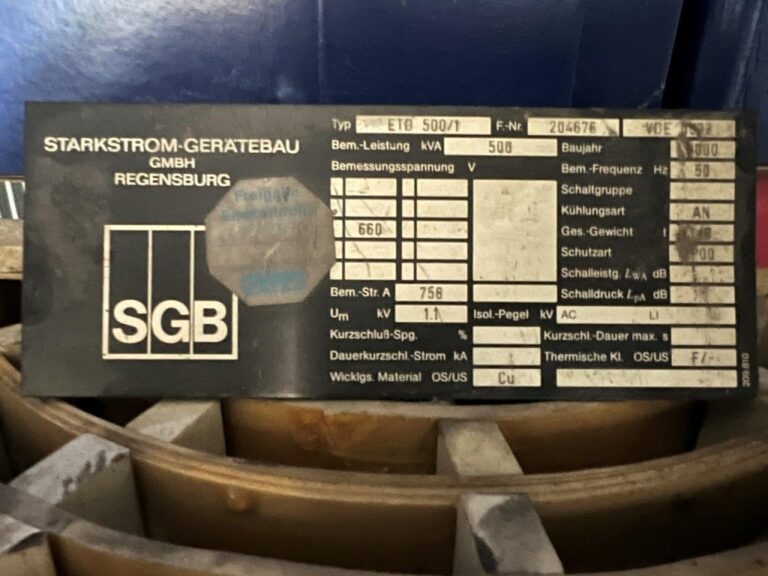 STARKSTROM-GERÄTEBAU
GMBH
REGENSBURG
SGB
Typ ETD 500/1 F.-Nr. 204676 VDE
Bem.-Leistung kVA 500 Baujahr
Bemessungsspannung V Bem.-Frequenz Hz 50
Schaltgruppe
Kühlungsart AN
660 Ges.-Gewicht t
Schutzart
Schalleistg. LWA dB
Bem.-Str. A 758 Schalldruck LpA dB
Um kV 1.1 Isol.-Pegel kV AC LI
Kurzschluß-Spg. % Kurzschl.-Dauer max. s
Dauerkurzschl.-Strom kA Thermische Kl. OS/US F/-
Wicklgs. Material OS/US Cu
209.810